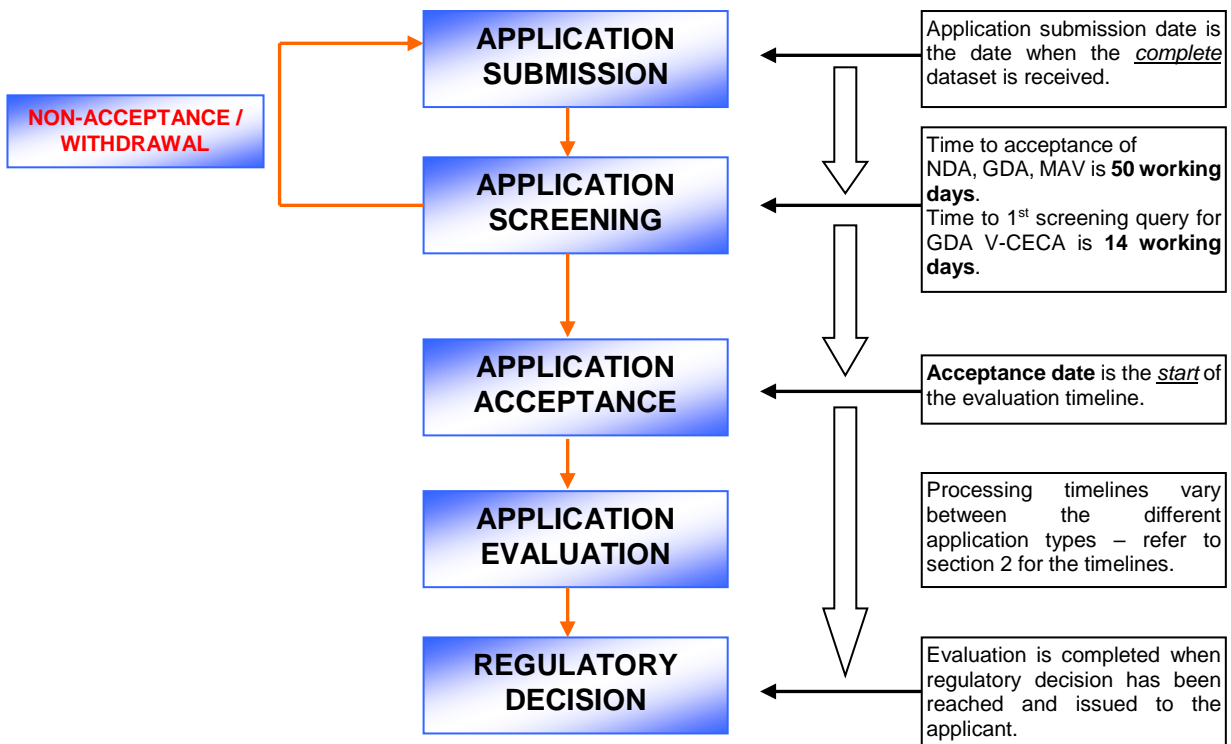 APPLICATION
SUBMISSION
Application submission date is
the date when the complete
dataset is received.
NON-ACCEPTANCE /
WITHDRAWAL
APPLICATION
SCREENING
Time to acceptance of
NDA, GDA, MAV is 50 working
days.
Time to 1st screening query for
GDA V-CECA is 14 working
days.
APPLICATION
ACCEPTANCE
Acceptance date is the start of
the evaluation timeline.
APPLICATION
EVALUATION
Processing timelines vary
between the different
application types – refer to
section 2 for the timelines.
REGULATORY
DECISION
Evaluation is completed when
regulatory decision has been
reached and issued to the
applicant.